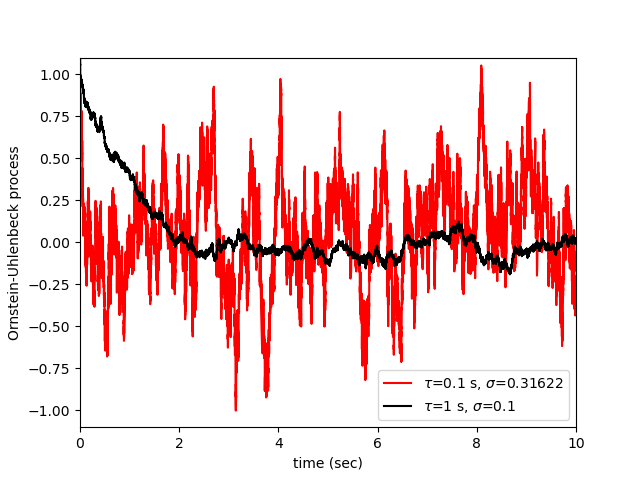 Ornstein-Uhlenbeck process
1.00
0.75
0.50
0.25
0.00
−0.25
−0.50
−0.75
−1.00
τ=0.1 s, σ=0.31622
τ=1 s, σ=0.1
0 2 4 6 8 10
time (sec)